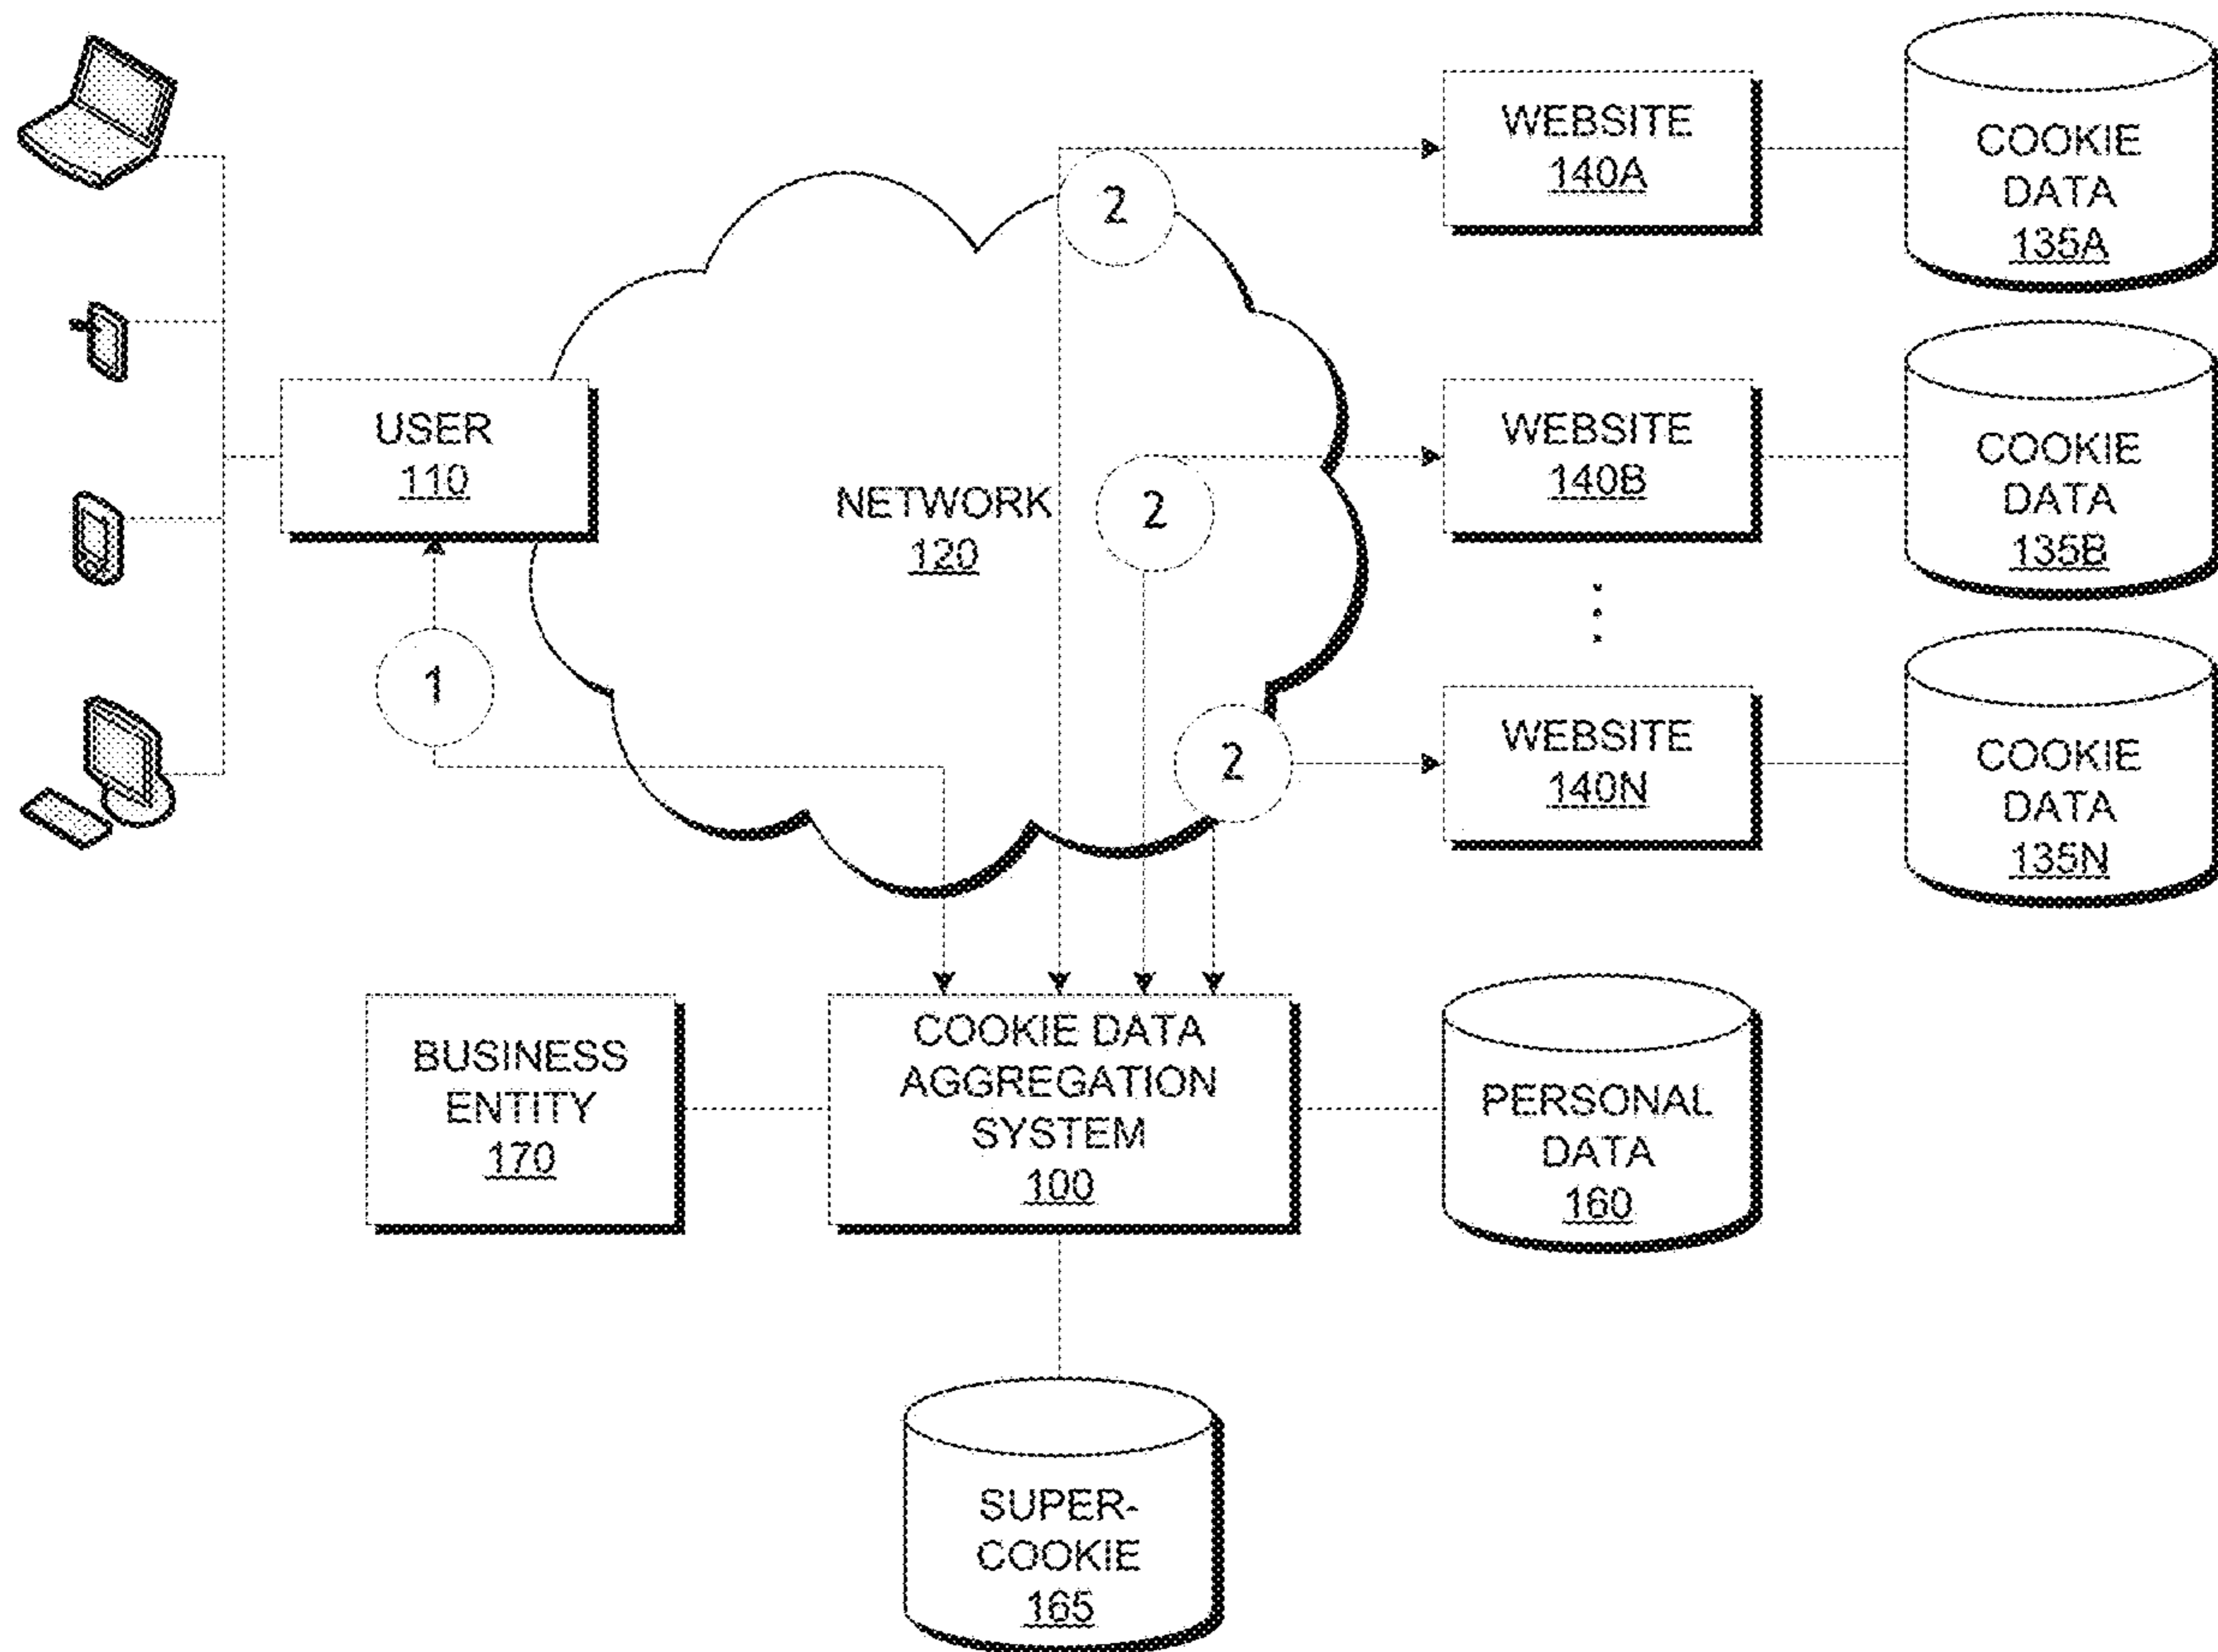 WEBSITE
140A
COOKIE
DATA
135A
2
USER
110
NETWORK
120
2
WEBSITE
140B
COOKIE
DATA
135B
1
2
WEBSITE
140N
COOKIE
DATA
135N
BUSINESS
ENTITY
170
COOKIE DATA
AGGREGATION
SYSTEM
100
PERSONAL
DATA
160
SUPER-
COOKIE
165